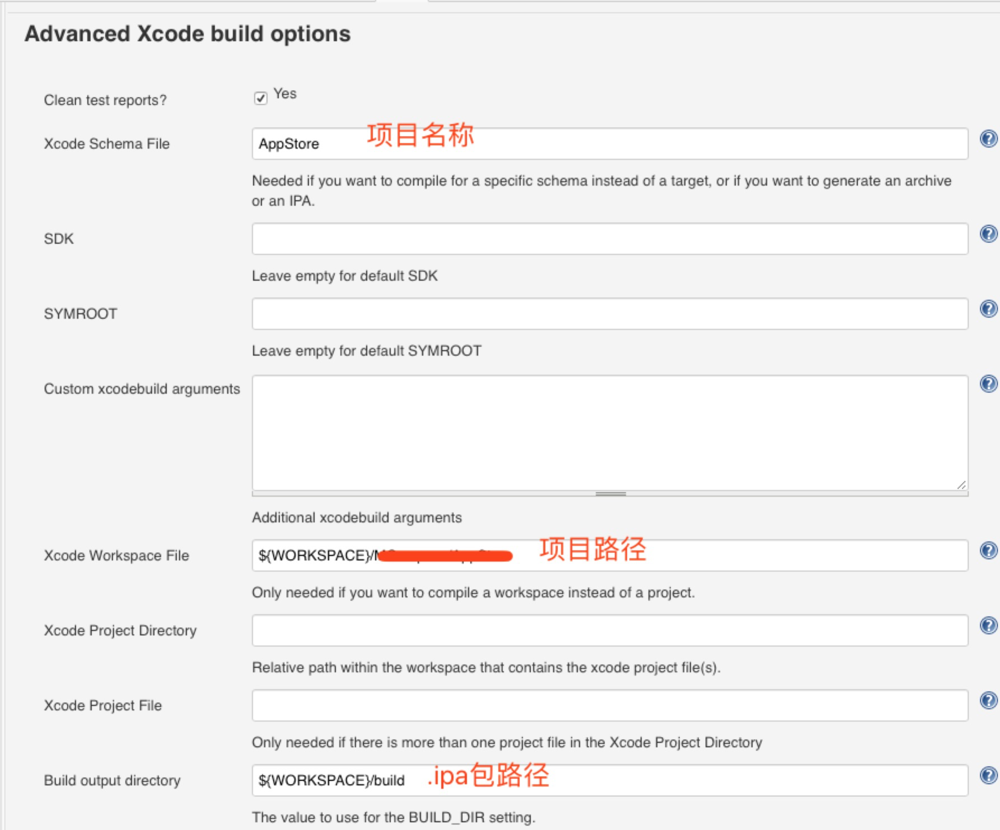 Advanced Xcode build options
Clean test reports?
Yes
Xcode Schema File
AppStore
项目名称
Needed if you want to compile for a specific schema instead of a target, or if you want to generate an archive
or an IPA.
SDK
Leave empty for default SDK
SYMROOT
Leave empty for default SYMROOT
Custom xcodebuild arguments
Additional xcodebuild arguments
Xcode Workspace File
${WORKSPACE}/
项目路径
Only needed if you want to compile a workspace instead of a project.
Xcode Project Directory
Relative path within the workspace that contains the xcode project file(s).
Xcode Project File
Only needed if there is more than one project file in the Xcode Project Directory
Build output directory
${WORKSPACE}/build
.ipa包路径
The value to use for the BUILD_DIR setting.